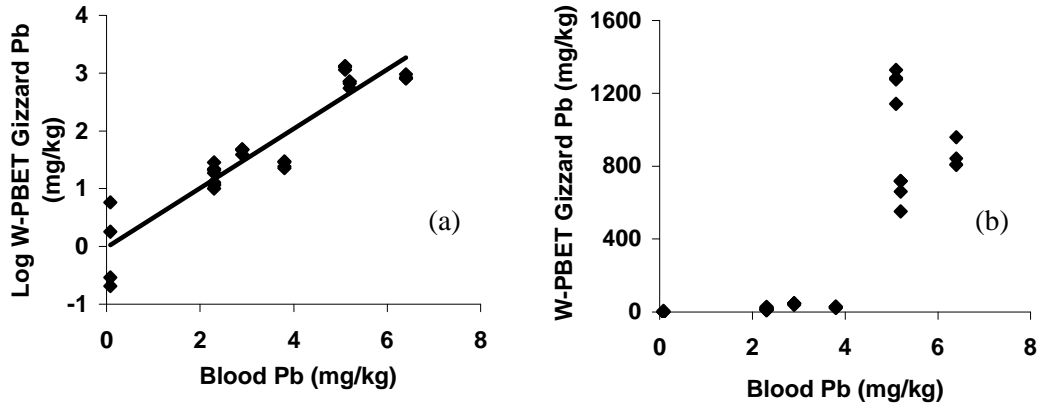 Log W-PBET Gizzard Pb
(mg/kg)
4
3
2
1
0
-1
0 2 4 6 8
Blood Pb (mg/kg)
(a)
W-PBET Gizzard Pb (mg/kg)
1600
1200
800
400
0
0 2 4 6 8
Blood Pb (mg/kg)
(b)